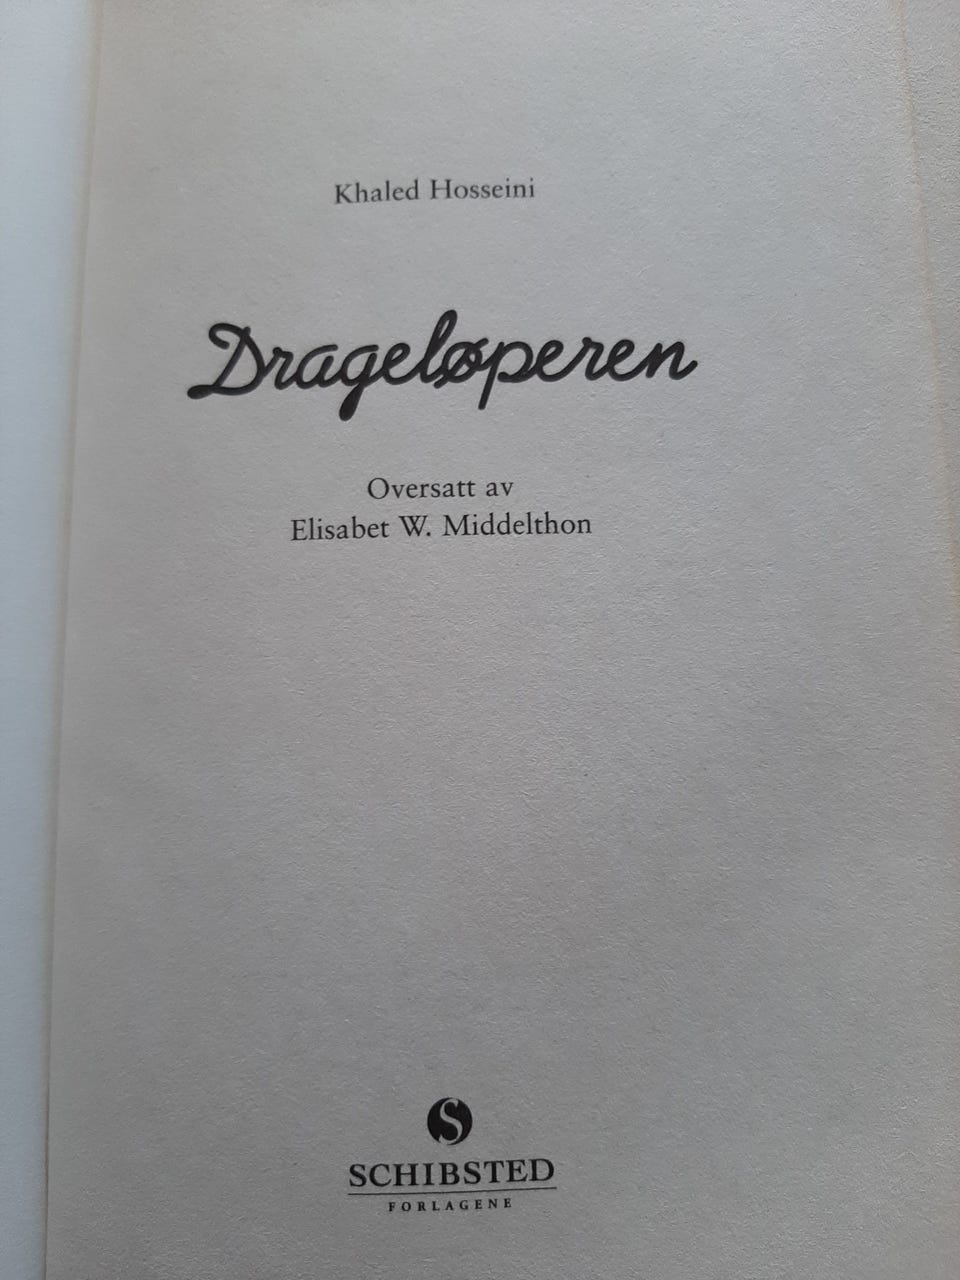 Khaled Hosseini
Drageløperen
Oversatt av
Elisabet W. Middelthon
S
SCHIBSTED
FORLAGENE